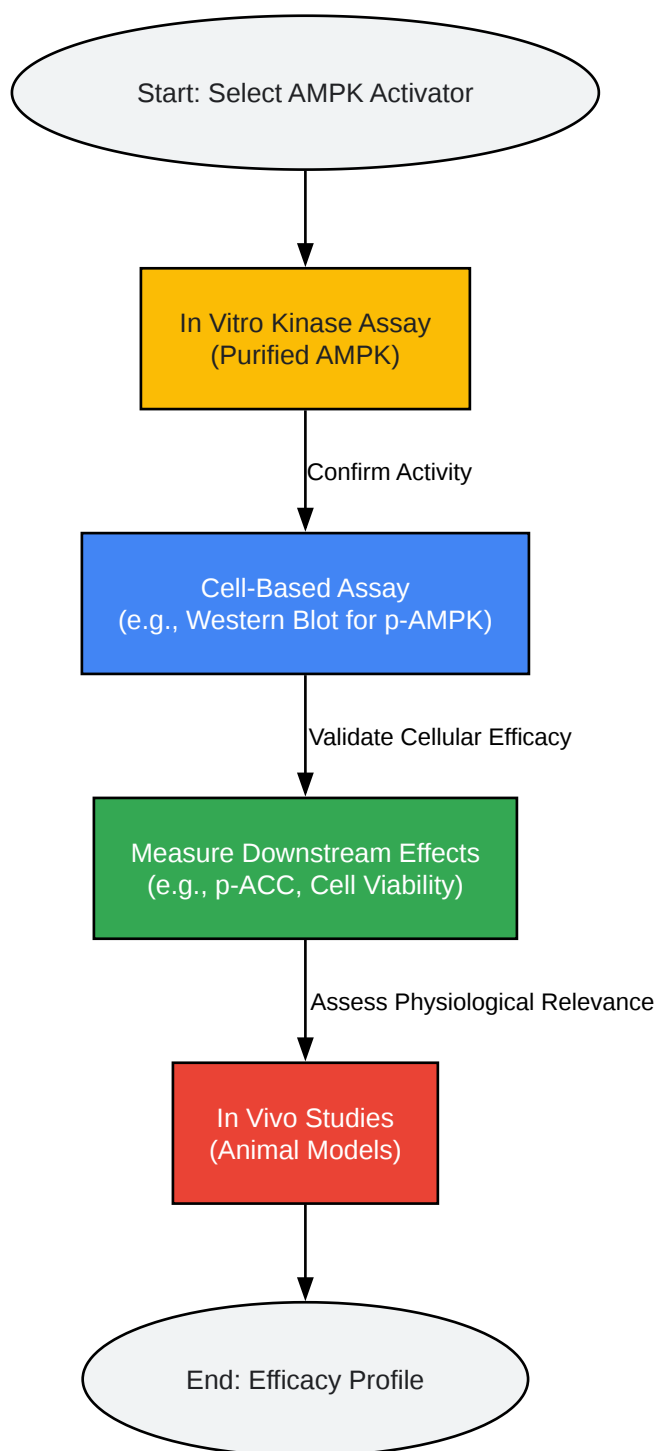 Start: Select AMPK Activator
In Vitro Kinase Assay
(Purified AMPK)
Confirm Activity
Cell-Based Assay
(e.g., Western Blot for p-AMPK)
Validate Cellular Efficacy
Measure Downstream Effects
(e.g., p-ACC, Cell Viability)
Assess Physiological Relevance
In Vivo Studies
(Animal Models)
End: Efficacy Profile